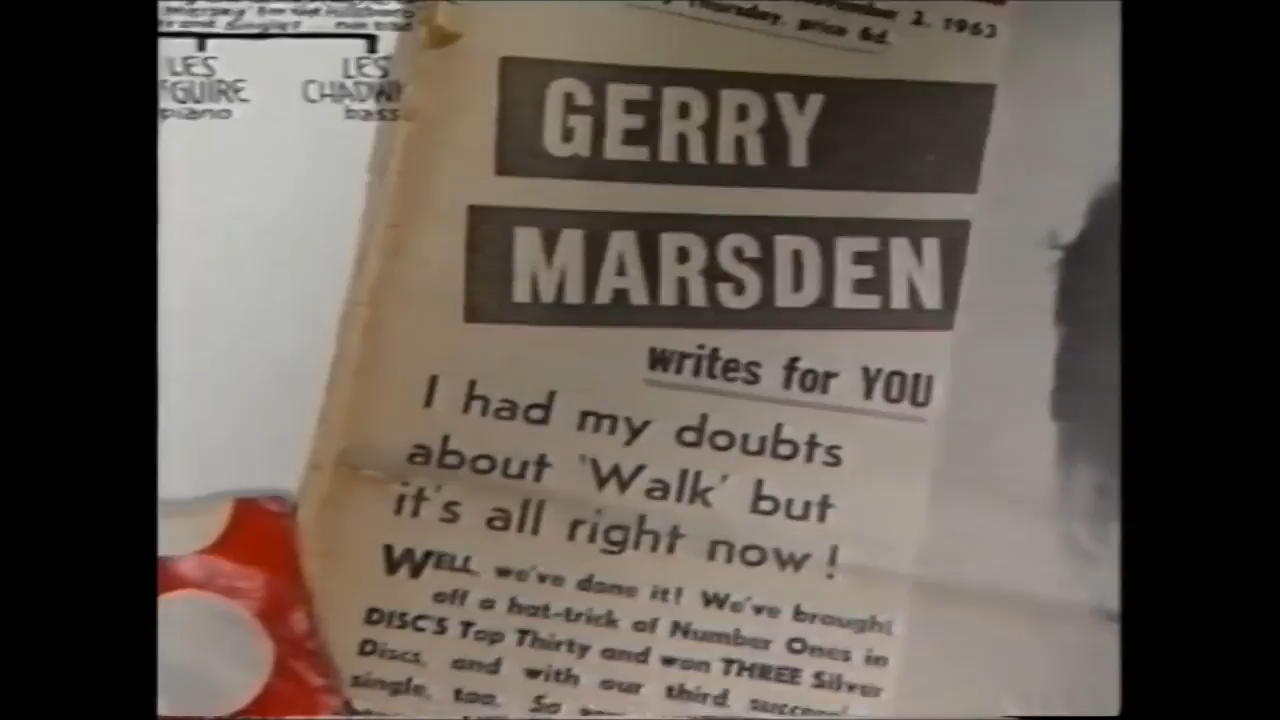 LES
GUIRE
piano
LES
CHADW
bass
2, 1963
Thursday, price 6d.
GERRY
MARSDEN
writes for YOU
I had my doubts
about 'Walk' but
it's all right now!
WELL, we've done it! We've brought
off a hat-trick of Number Ones in
DISC'S Top Thirty and won THREE Silver
Discs, and with our third
single, too. So